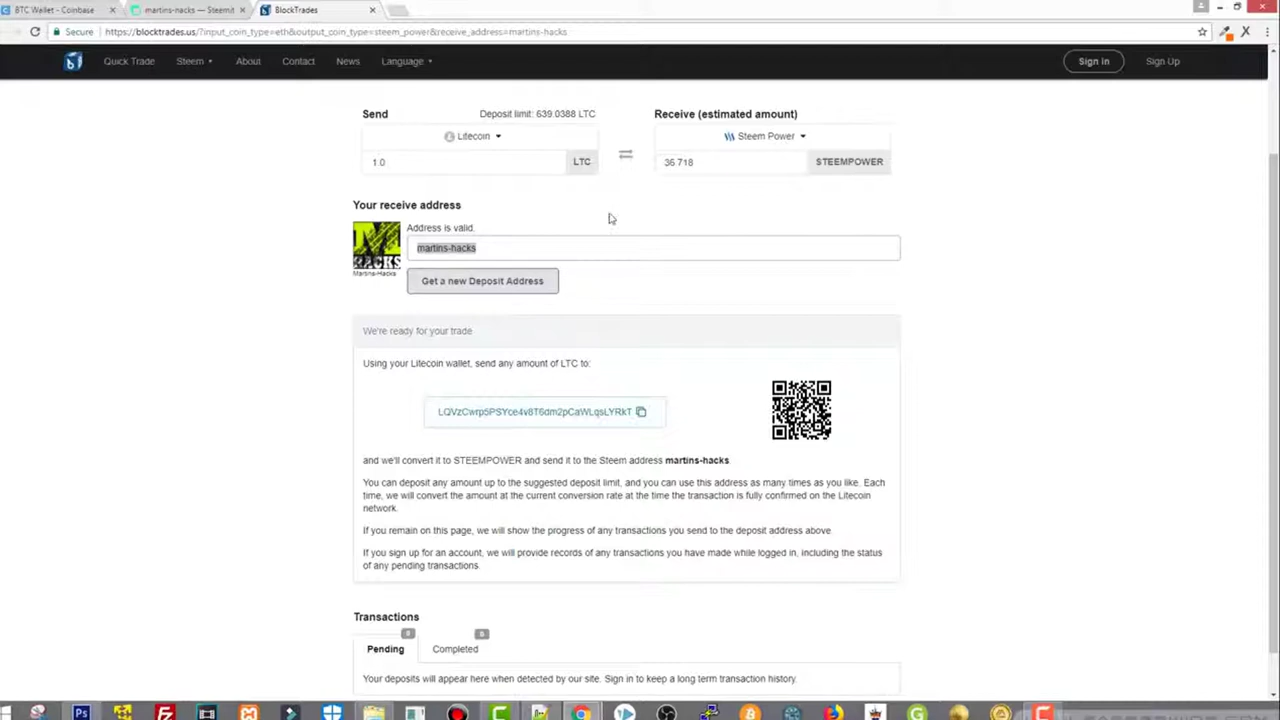 BTC Wallet - Coinbase
martins-hacks — Steemit
BlockTrades
Secure
https://blocktrades.us/?input_coin_type=eth&output_coin_type=steem_power&receive_address=martins-hacks
Quick Trade
Steem
About
Contact
News
Language
Sign in
Sign Up
Send
Deposit limit: 639.0388 LTC
Receive (estimated amount)
Litecoin
Steem Power
1.0
LTC
36 718
STEEMPOWER
Your receive address
Address is valid.
martins-hacks
Martins-Hacks
Get a new Deposit Address
We're ready for your trade
Using your Litecoin wallet, send any amount of LTC to:
LQVzCwrp5PSYce4v8T6dm2pCaWLqsLYRkT
and we'll convert it to STEEMPOWER and send it to the Steem address martins-hacks
You can deposit any amount up to the suggested deposit limit, and you can use this address as many times as you like. Each
time, we will convert the amount at the current conversion rate at the time the transaction is fully confirmed on the Litecoin
network.
If you remain on this page, we will show the progress of any transactions you send to the deposit address above.
If you sign up for an account, we will provide records of any transactions you have made while logged in, including the status
of any pending transactions.
Transactions
0
0
Pending
Completed
Your deposits will appear here when detected by our site. Sign in to keep a long term transaction history.